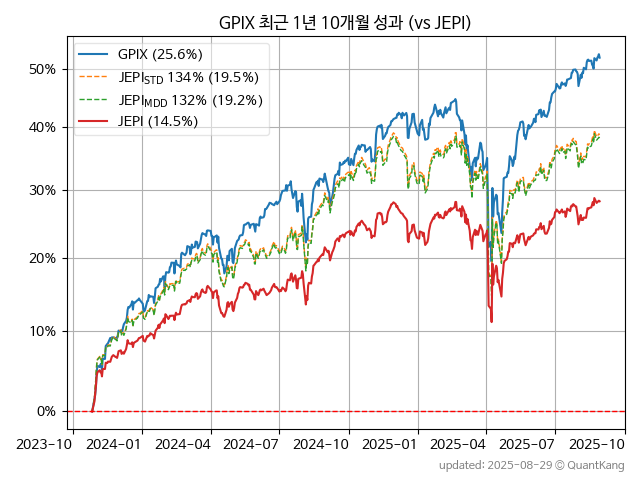 GPIX 최근 1년 10개월 성과 (vs JEPI)
GPIX (25.6%)
JEPI_STD 134% (19.5%)
JEPI_MDD 132% (19.2%)
JEPI (14.5%)
50%
40%
30%
20%
10%
0%
2023-10 2024-01 2024-04 2024-07 2024-10 2025-01 2025-04 2025-07 2025-10
updated: 2025-08-29 © QuantKang